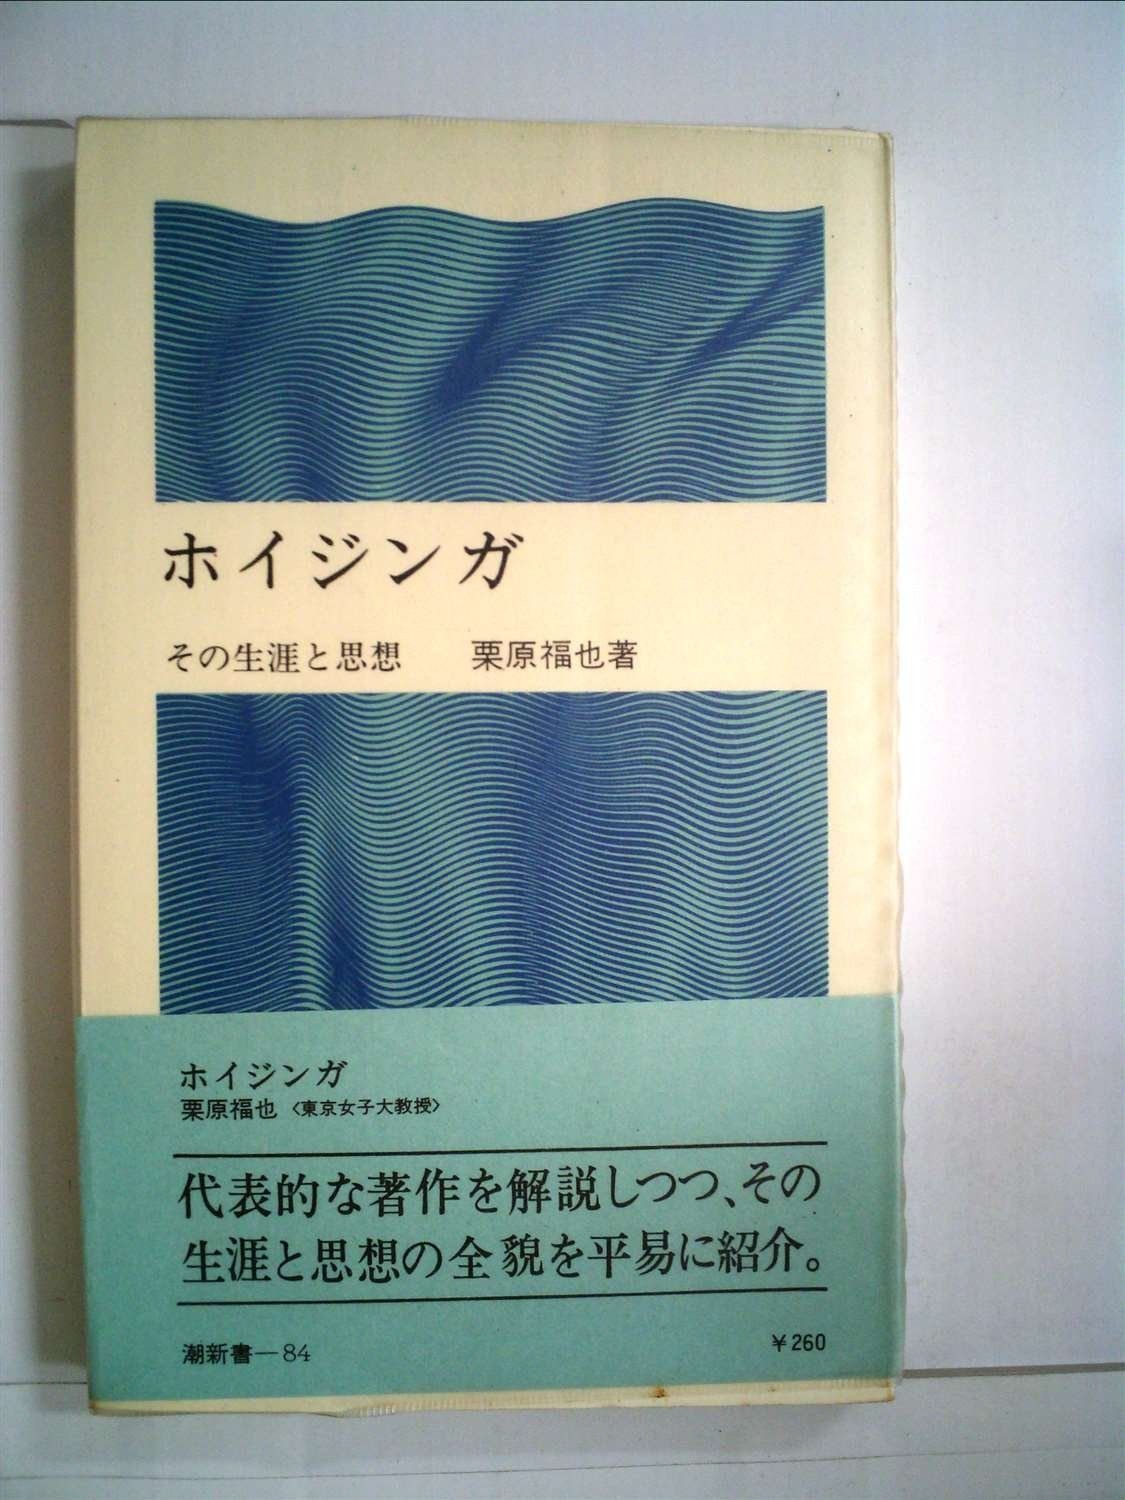 ホイジンガ
その生涯と思想　栗原福也著
ホイジンガ
栗原福也〈東京女子大教授〉
代表的な著作を解説しつつ、その
生涯と思想の全貌を平易に紹介。
潮新書—84　¥260